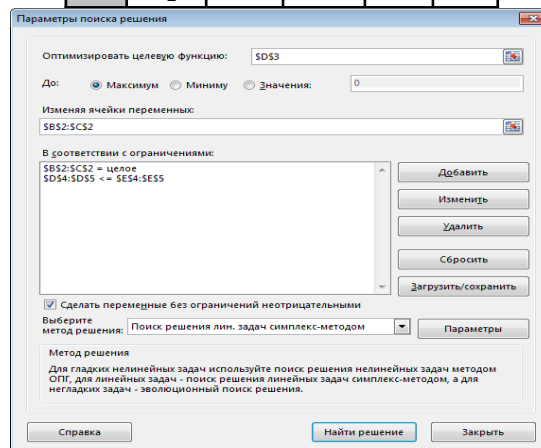 Параметры поиска решения
Оптимизировать целевую функцию: $D$3
До: Максимум Миниму Значения: 0
Изменяя ячейки переменных:
$B$2:$C$2
В соответствии с ограничениями:
$B$2:$C$2 = целое
$D$4:$D$5 <= $E$4:$E$5
Добавить
Изменить
Удалить
Сбросить
Загрузить/сохранить
Сделать переменные без ограничений неотрицательными
Выберите
метод решения: Поиск решения лин. задач симплекс-методом Параметры
Метод решения
Для гладких нелинейных задач используйте поиск решения нелинейных задач методом
ОПГ, для линейных задач - поиск решения линейных задач симплекс-методом, а для
негладких задач - эволюционный поиск решения.
Справка Найти решение Закрыть